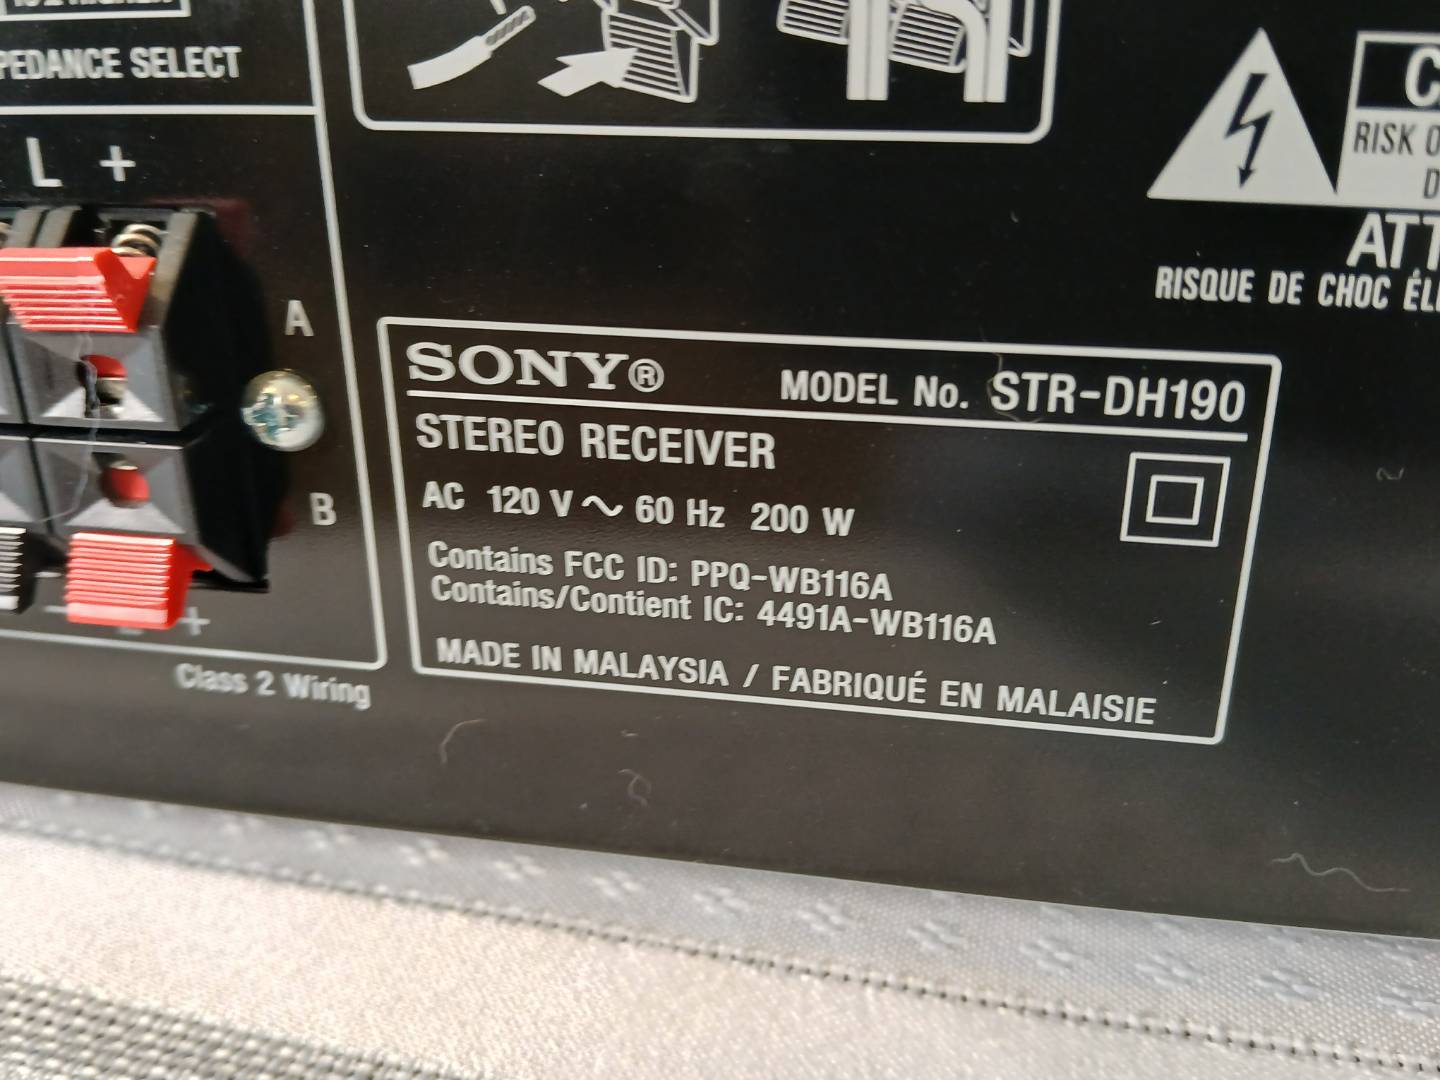 PEDANCE SELECT
L +
A
B
- L +
Class 2 Wiring
RISK O
D
ATT
RISQUE DE CHOC ÉL
SONY®
MODEL No. STR-DH190
STEREO RECEIVER
AC 120 V ~ 60 Hz 200 W
Contains FCC ID: PPQ-WB116A
Contains/Contient IC: 4491A-WB116A
MADE IN MALAYSIA / FABRIQUÉ EN MALAISIE